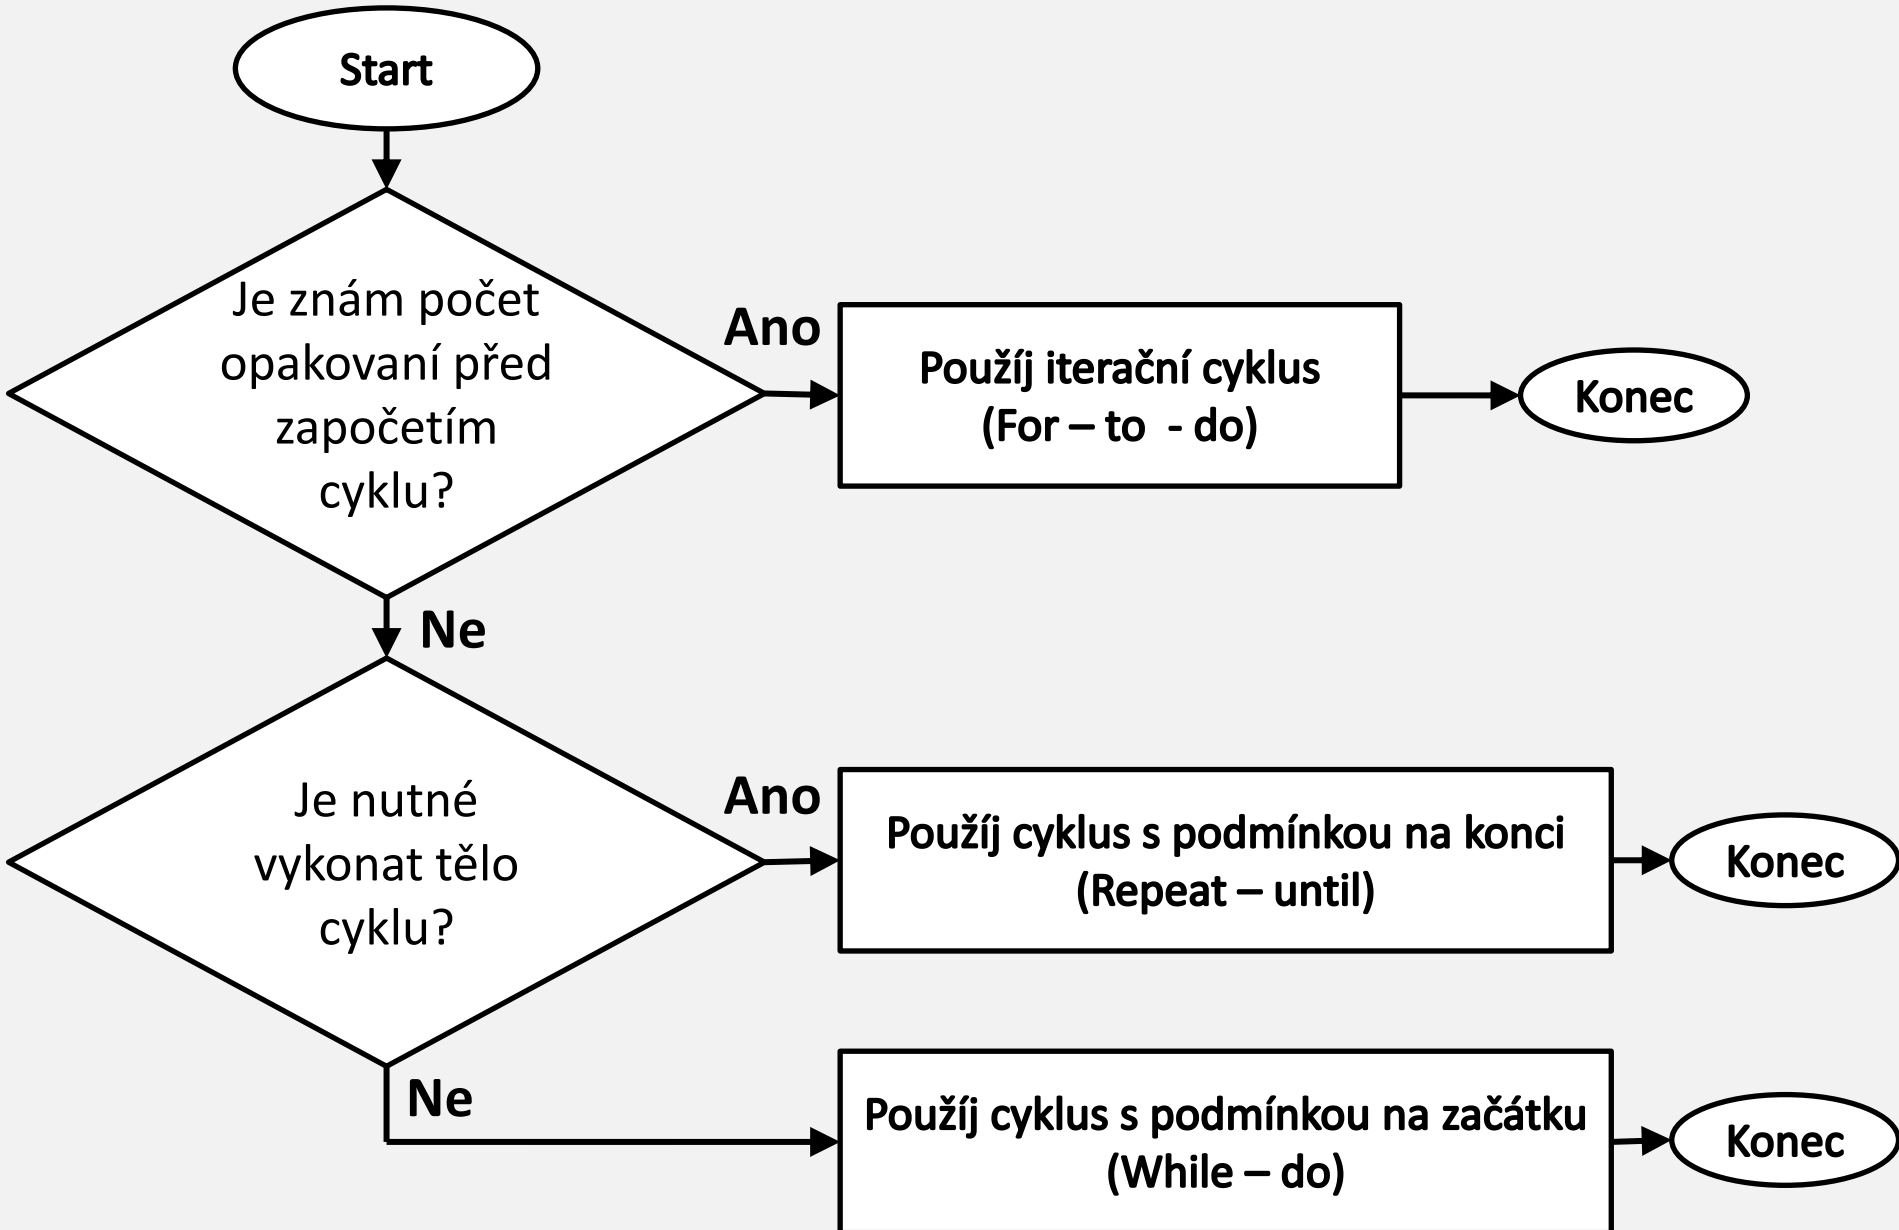 Start
Je znám počet
opakovaní před
započetím
cyklu?
Ano
Použíj iterační cyklus
(For – to  - do)
Konec
Ne
Je nutné
vykonat tělo
cyklu?
Ano
Použíj cyklus s podmínkou na konci
(Repeat – until)
Konec
Ne
Použíj cyklus s podmínkou na začátku
(While – do)
Konec